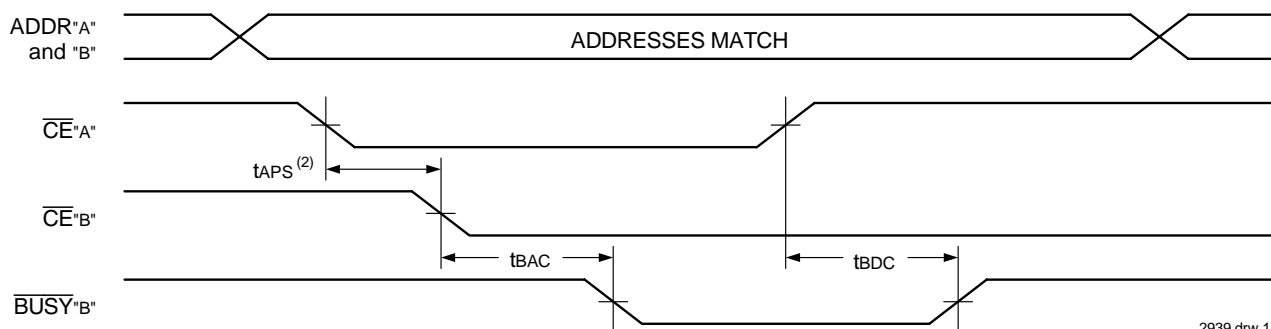 ADDR"A"
and "B"
ADDRESSES MATCH
CE"A"
tAPS (2)
CE"B"
tBAC
tBDC
BUSY"B"